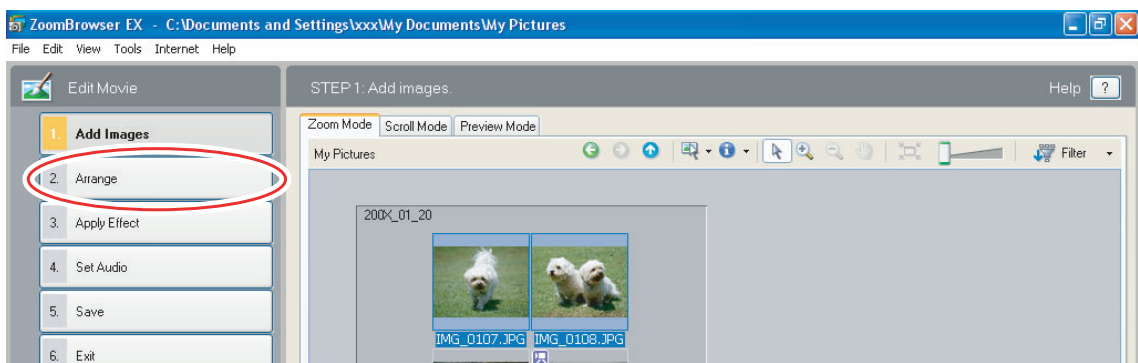 ZoomBrowser EX - C:\Documents and Settings\xxx\My Documents\My Pictures
File Edit View Tools Internet Help
Edit Movie
STEP 1: Add images.
Help ?
1. Add Images
2. Arrange
3. Apply Effect
4. Set Audio
5. Save
6. Exit
Zoom Mode Scroll Mode Preview Mode
My Pictures
Filter
200X_01_20
IMG_0107.JPG IMG_0108.JPG